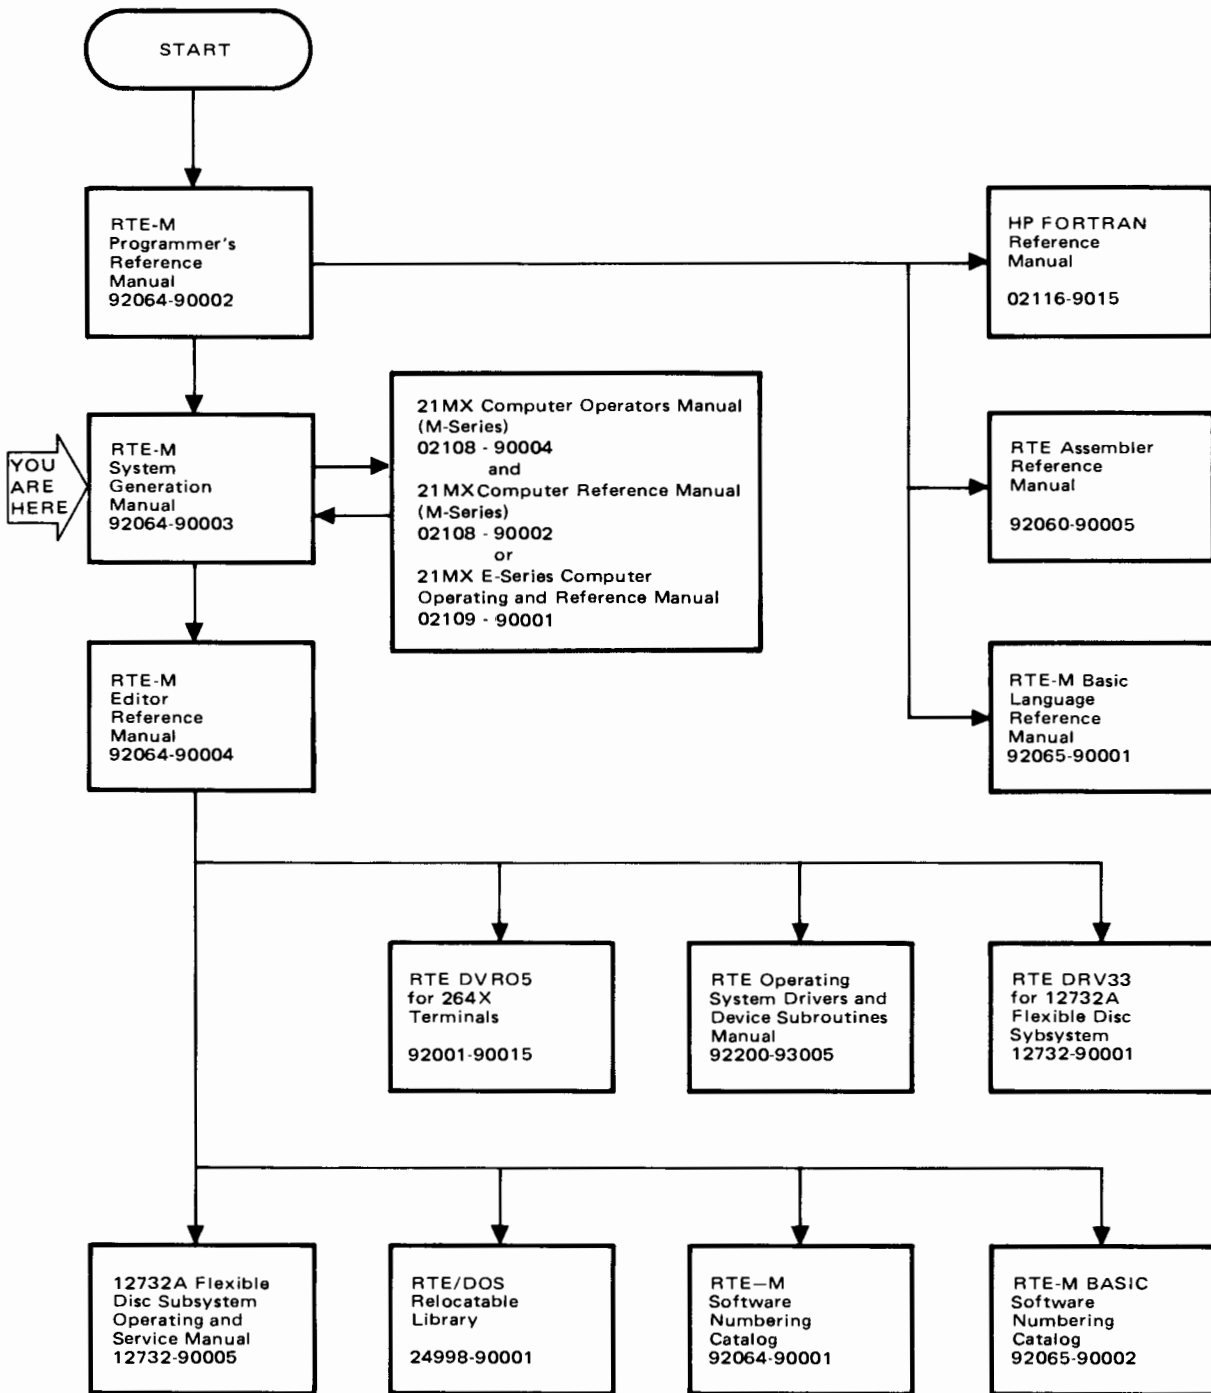 START
RTE-M
Programmer's
Reference
Manual
92064-90002
HP FORTRAN
Reference
Manual
02116-9015
YOU
ARE
HERE
RTE-M
System
Generation
Manual
92064-90003
21MX Computer Operators Manual
(M-Series)
02108 - 90004
and
21MX Computer Reference Manual
(M-Series)
02108 - 90002
or
21MX E-Series Computer
Operating and Reference Manual
02109 - 90001
RTE Assembler
Reference
Manual
92060-90005
RTE-M
Editor
Reference
Manual
92064-90004
RTE-M Basic
Language
Reference
Manual
92065-90001
RTE DVRO5
for 264X
Terminals
92001-90015
RTE Operating
System Drivers and
Device Subroutines
Manual
92200-93005
RTE DRV33
for 12732A
Flexible Disc
Sybsystem
12732-90001
12732A Flexible
Disc Subsystem
Operating and
Service Manual
12732-90005
RTE/DOS
Relocatable
Library
24998-90001
RTE—M
Software
Numbering
Catalog
92064-90001
RTE-M BASIC
Software
Numbering
Catalog
92065-90002